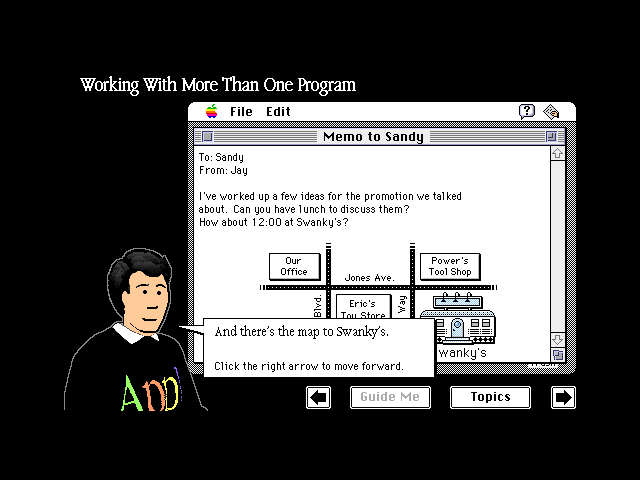 Working With More Than One Program
File Edit
Memo to Sandy
To: Sandy
From: Jay
I've worked up a few ideas for the promotion we talked
about. Can you have lunch to discuss them?
How about 12:00 at Swanky's?
Our
Office
Power's
Tool Shop
Jones Ave.
Blvd.
Eric's
Toy Store
Way
wanky's
And there's the map to Swanky's.
Click the right arrow to move forward.
App
Guide Me
Topics